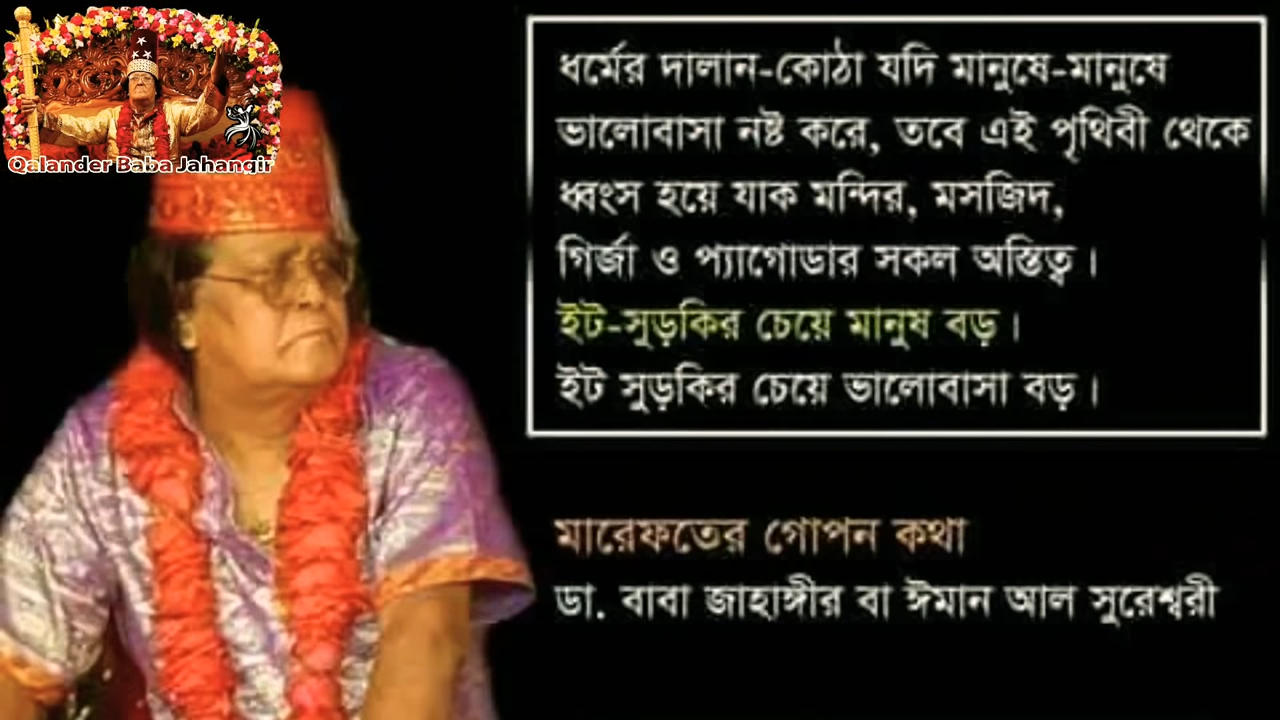 Qalander Baba Jahangir
ধর্মের দালান-কোঠা যদি মানুষে-মানুষে
ভালোবাসা নষ্ট করে, তবে এই পৃথিবী থেকে
ধ্বংস হয়ে যাক মন্দির, মসজিদ,
গির্জা ও প্যাগোডার সকল অস্তিত্ব।
ইট-সুড়কির চেয়ে মানুষ বড়।
ইট সুড়কির চেয়ে ভালোবাসা বড়।
মারেফতের গোপন কথা
ডা. বাবা জাহাঙ্গীর বা ঈমান আল সুরেশ্বরী